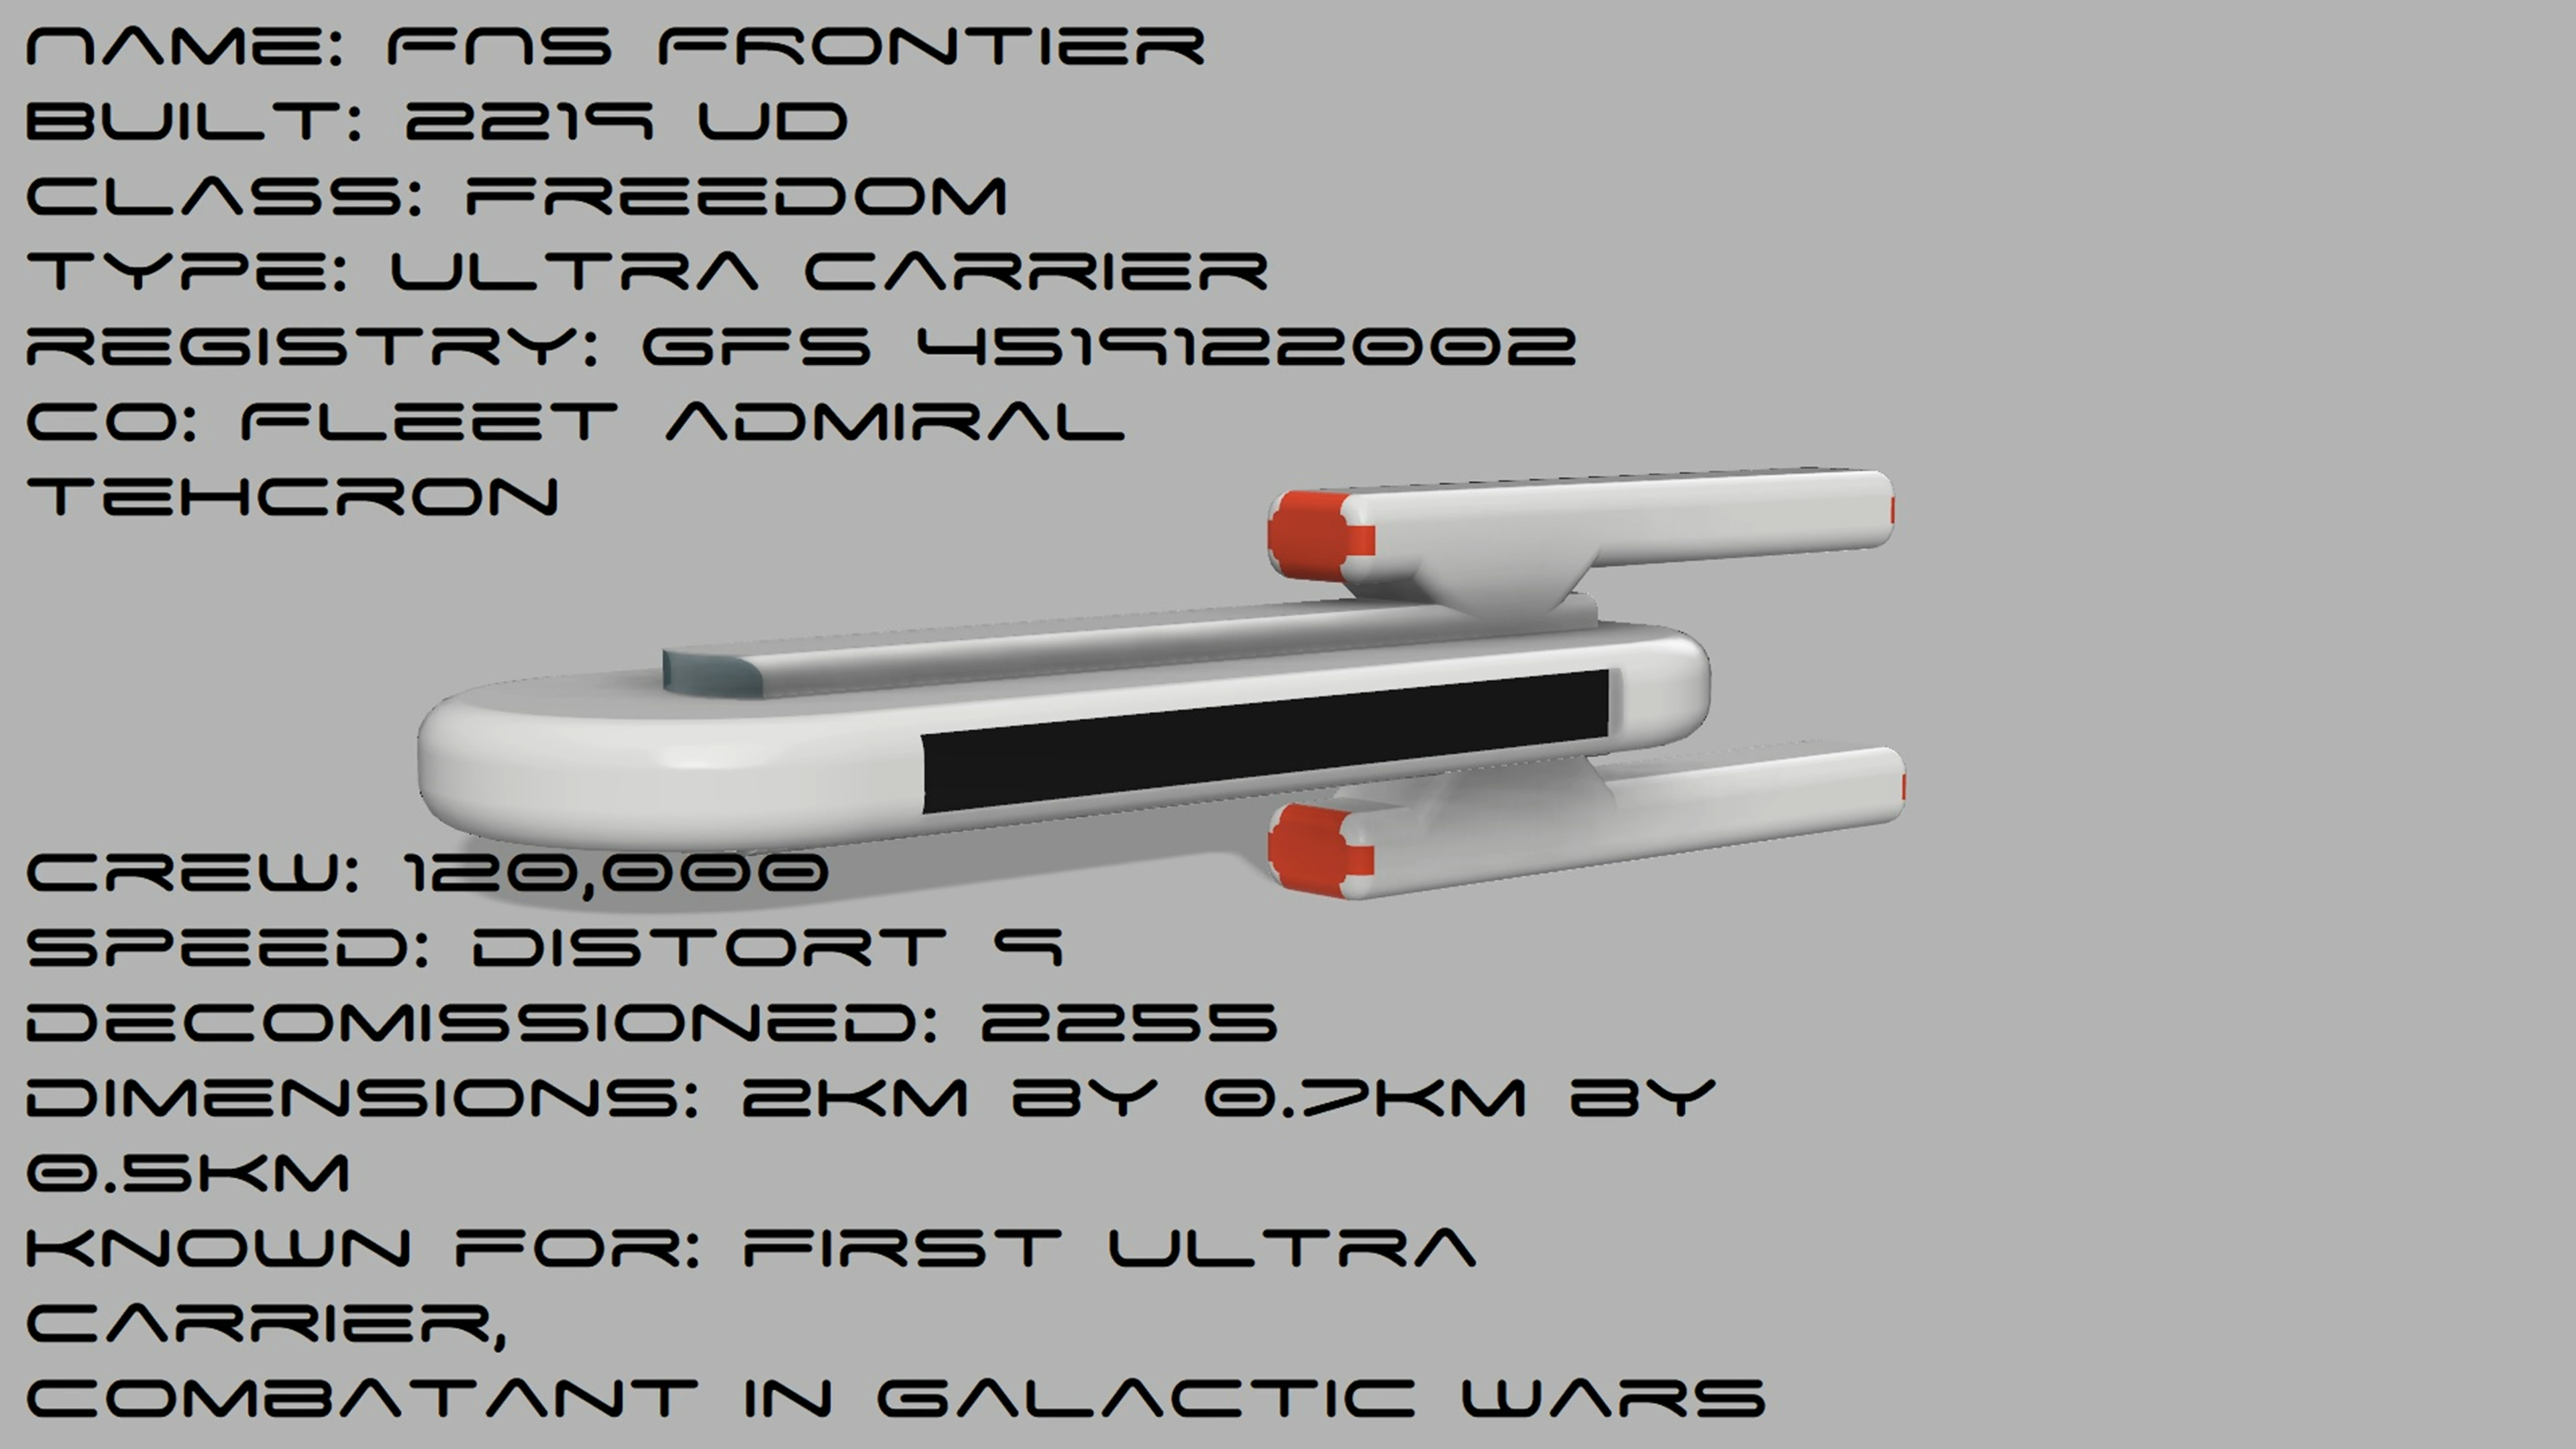 NAME: FNS FRONTIER
BUILT: 2219 UD
CLASS: FREEDOM
TYPE: ULTRA CARRIER
REGISTRY: GFS 4519122002
CO: FLEET ADMIRAL
TEHCRON
CREW: 120,000
SPEED: DISTORT 9
DECOMISSIONED: 2255
DIMENSIONS: 2KM BY 0.7KM BY
0.5KM
KNOWN FOR: FIRST ULTRA
CARRIER,
COMBATANT IN GALACTIC WARS